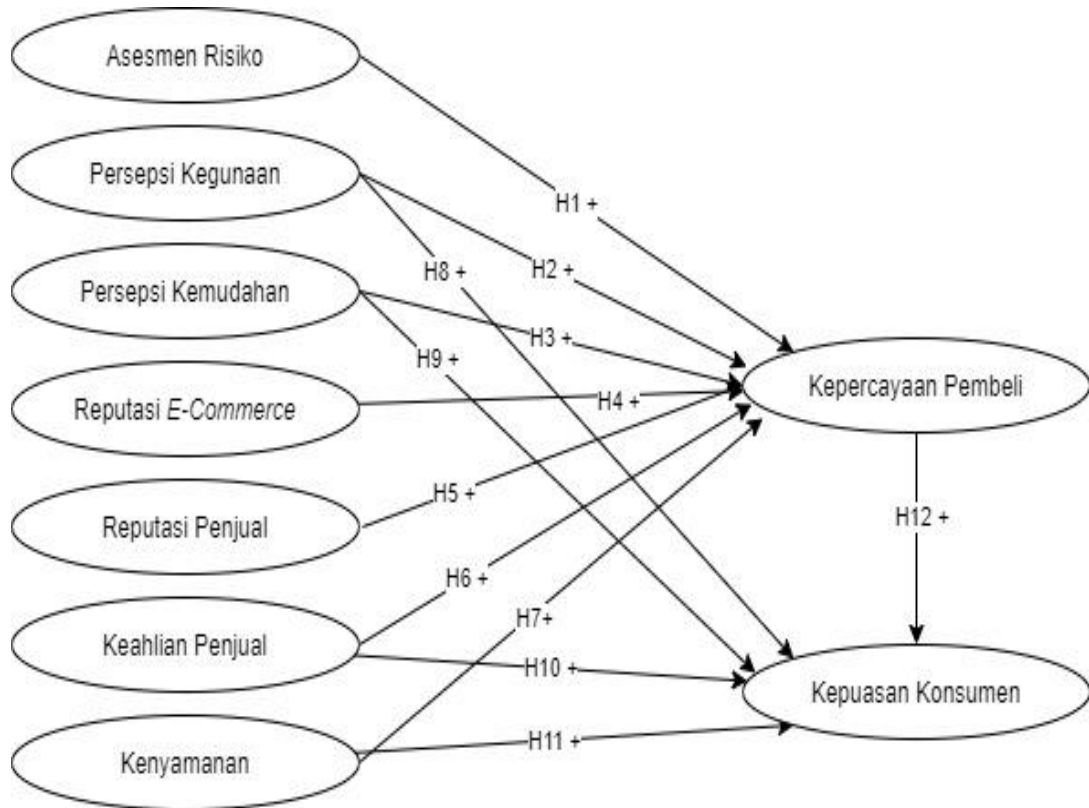 Asesmen Risiko
Persepsi Kegunaan
H1 +
H8 +
H2 +
Persepsi Kemudahan
H3 +
H9 +
Kepercayaan Pembeli
Reputasi E-Commerce
H4 +
H5 +
Reputasi Penjual
H12 +
H6 +
H7+
Keahlian Penjual
H10 +
Kepuasan Konsumen
H11 +
Kenyamanan